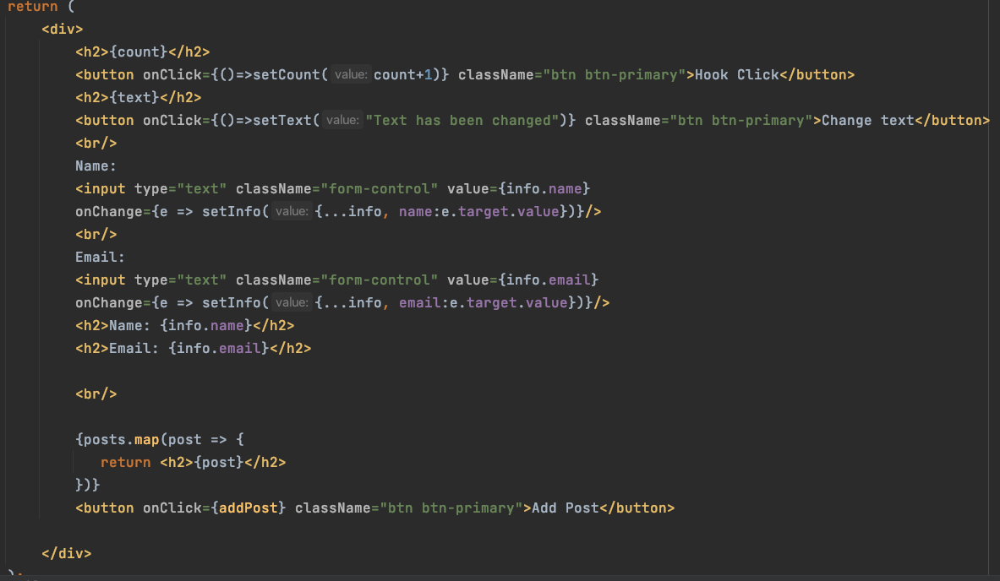 return (
<div>
<h2>{count}</h2>
<button onClick={()=>setCount( value: count+1)} className="btn btn-primary">Hook Click</button>
<h2>{text}</h2>
<button onClick={()=>setText( value: "Text has been changed")} className="btn btn-primary">Change text</button>
<br/>
Name:
<input type="text" className="form-control" value={info.name}
onChange={e => setInfo( value: {...info, name:e.target.value})}/>
<br/>
Email:
<input type="text" className="form-control" value={info.email}
onChange={e => setInfo( value: {...info, email:e.target.value})}/>
<h2>Name: {info.name}</h2>
<h2>Email: {info.email}</h2>
<br/>
{posts.map(post => {
return <h2>{post}</h2>
})}
<button onClick={addPost} className="btn btn-primary">Add Post</button>
</div>
);